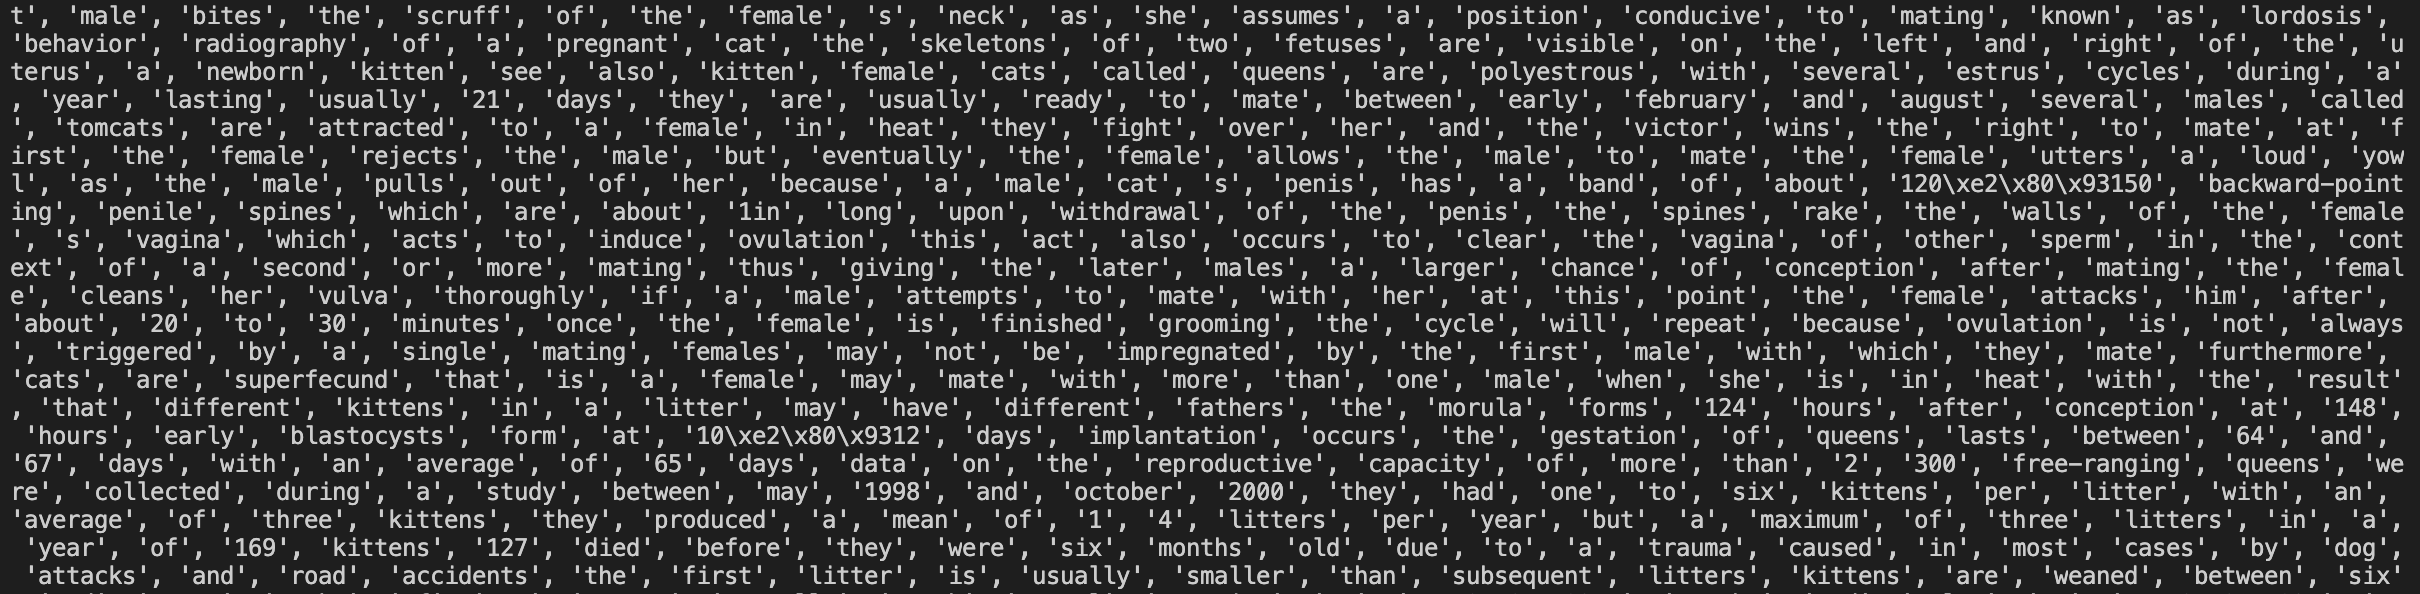 t', 'male', 'bites', 'the', 'scruff', 'of', 'the', 'female', 's', 'neck', 'as', 'she', 'assumes', 'a', 'position', 'conducive', 'to', 'mating', 'known', 'as', 'lordosis',
'behavior', 'radiography', 'of', 'a', 'pregnant', 'cat', 'the', 'skeletons', 'of', 'two', 'fetuses', 'are', 'visible', 'on', 'the', 'left', 'and', 'right', 'of', 'the', 'u
terus', 'a', 'newborn', 'kitten', 'see', 'also', 'kitten', 'female', 'cats', 'called', 'queens', 'are', 'polyestrous', 'with', 'several', 'estrus', 'cycles', 'during', 'a'
, 'year', 'lasting', 'usually', '21', 'days', 'they', 'are', 'usually', 'ready', 'to', 'mate', 'between', 'early', 'february', 'and', 'august', 'several', 'males', 'called
', 'tomcats', 'are', 'attracted', 'to', 'a', 'female', 'in', 'heat', 'they', 'fight', 'over', 'her', 'and', 'the', 'victor', 'wins', 'the', 'right', 'to', 'mate', 'at', 'f
irst', 'the', 'female', 'rejects', 'the', 'male', 'but', 'eventually', 'the', 'female', 'allows', 'the', 'male', 'to', 'mate', 'the', 'female', 'utters', 'a', 'loud', 'yow
l', 'as', 'the', 'male', 'pulls', 'out', 'of', 'her', 'because', 'a', 'male', 'cat', 's', 'penis', 'has', 'a', 'band', 'of', 'about', '120\xe2\x80\x93150', 'backward-point
ing', 'penile', 'spines', 'which', 'are', 'about', '1in', 'long', 'upon', 'withdrawal', 'of', 'the', 'penis', 'the', 'spines', 'rake', 'the', 'walls', 'of', 'the', 'female
', 's', 'vagina', 'which', 'acts', 'to', 'induce', 'ovulation', 'this', 'act', 'also', 'occurs', 'to', 'clear', 'the', 'vagina', 'of', 'other', 'sperm', 'in', 'the', 'cont
ext', 'of', 'a', 'second', 'or', 'more', 'mating', 'thus', 'giving', 'the', 'later', 'males', 'a', 'larger', 'chance', 'of', 'conception', 'after', 'mating', 'the', 'femal
e', 'cleans', 'her', 'vulva', 'thoroughly', 'if', 'a', 'male', 'attempts', 'to', 'mate', 'with', 'her', 'at', 'this', 'point', 'the', 'female', 'attacks', 'him', 'after',
'about', '20', 'to', '30', 'minutes', 'once', 'the', 'female', 'is', 'finished', 'grooming', 'the', 'cycle', 'will', 'repeat', 'because', 'ovulation', 'is', 'not', 'always
', 'triggered', 'by', 'a', 'single', 'mating', 'females', 'may', 'not', 'be', 'impregnated', 'by', 'the', 'first', 'male', 'with', 'which', 'they', 'mate', 'furthermore',
'cats', 'are', 'superfecund', 'that', 'is', 'a', 'female', 'may', 'mate', 'with', 'more', 'than', 'one', 'male', 'when', 'she', 'is', 'in', 'heat', 'with', 'the', 'result'
, 'that', 'different', 'kittens', 'in', 'a', 'litter', 'may', 'have', 'different', 'fathers', 'the', 'morula', 'forms', '124', 'hours', 'after', 'conception', 'at', '148',
'hours', 'early', 'blastocysts', 'form', 'at', '10\xe2\x80\x9312', 'days', 'implantation', 'occurs', 'the', 'gestation', 'of', 'queens', 'lasts', 'between', '64', 'and',
'67', 'days', 'with', 'an', 'average', 'of', '65', 'days', 'data', 'on', 'the', 'reproductive', 'capacity', 'of', 'more', 'than', '2', '300', 'free-ranging', 'queens', 'we
re', 'collected', 'during', 'a', 'study', 'between', 'may', '1998', 'and', 'october', '2000', 'they', 'had', 'one', 'to', 'six', 'kittens', 'per', 'litter', 'with', 'an',
'average', 'of', 'three', 'kittens', 'they', 'produced', 'a', 'mean', 'of', '1', '4', 'litters', 'per', 'year', 'but', 'a', 'maximum', 'of', 'three', 'litters', 'in', 'a',
'year', 'of', '169', 'kittens', '127', 'died', 'before', 'they', 'were', 'six', 'months', 'old', 'due', 'to', 'a', 'trauma', 'caused', 'in', 'most', 'cases', 'by', 'dog',
'attacks', 'and', 'road', 'accidents', 'the', 'first', 'litter', 'is', 'usually', 'smaller', 'than', 'subsequent', 'litters', 'kittens', 'are', 'weaned', 'between', 'six'